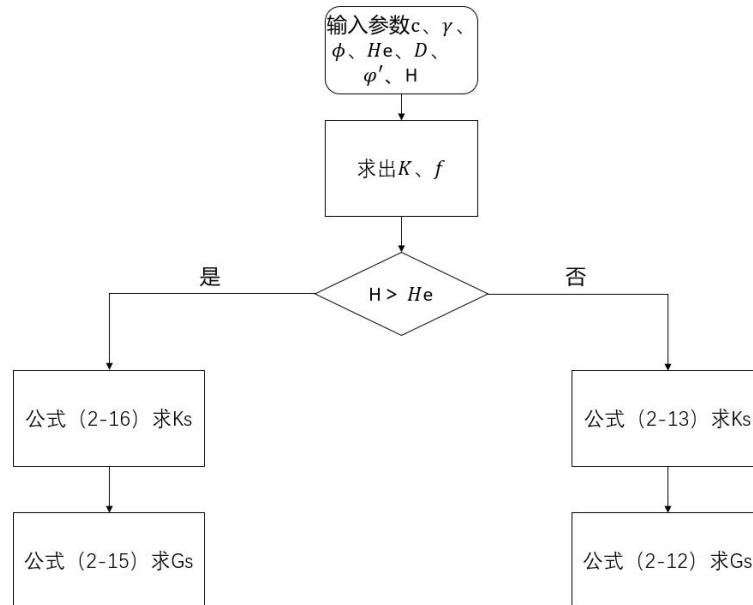 输入参数c、γ、
ϕ、He、D、
φ′、H
求出K、f
是
H > He
否
公式（2-16）求Ks
公式（2-13）求Ks
公式（2-15）求Gs
公式（2-12）求Gs